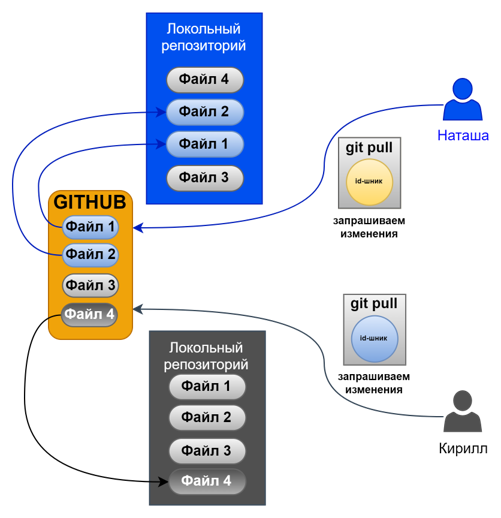 Локольный
репозиторий
Файл 4
Файл 2
Файл 1
Файл 3
Наташа
git pull
id-шник
запрашиваем
изменения
GITHUB
Файл 1
Файл 2
Файл 3
Файл 4
git pull
id-шник
запрашиваем
изменения
Локольный
репозиторий
Файл 1
Файл 2
Файл 3
Файл 4
Кирилл